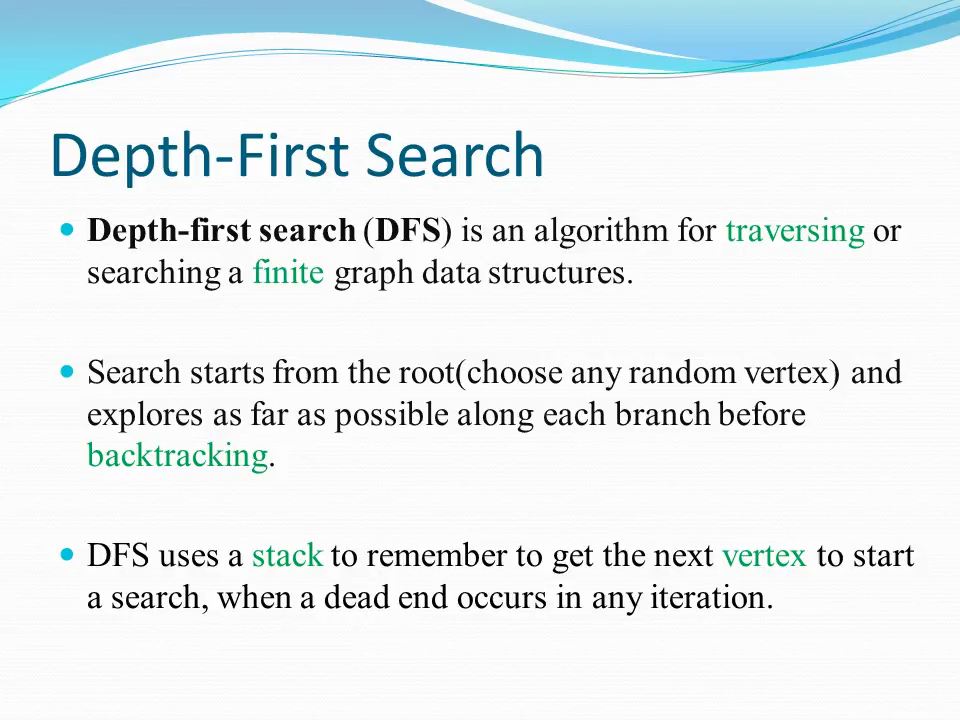 Depth-First Search
Depth-first search (DFS) is an algorithm for traversing or
searching a finite graph data structures.
Search starts from the root(choose any random vertex) and
explores as far as possible along each branch before
backtracking.
DFS uses a stack to remember to get the next vertex to start
a search, when a dead end occurs in any iteration.